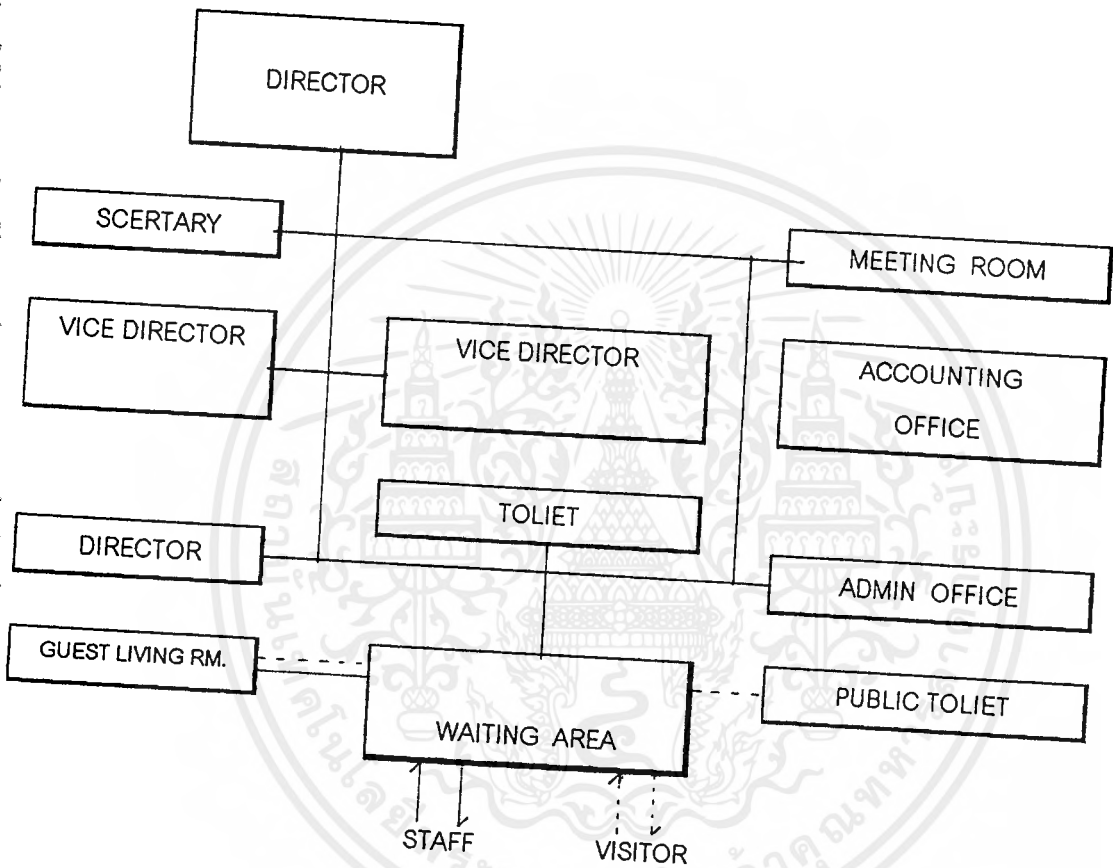 DIRECTOR
SCERTARY
MEETING ROOM
VICE DIRECTOR
VICE DIRECTOR
ACCOUNTING
OFFICE
TOLIET
DIRECTOR
ADMIN OFFICE
GUEST LIVING RM.
PUBLIC TOLIET
WAITING AREA
STAFF
VISITOR